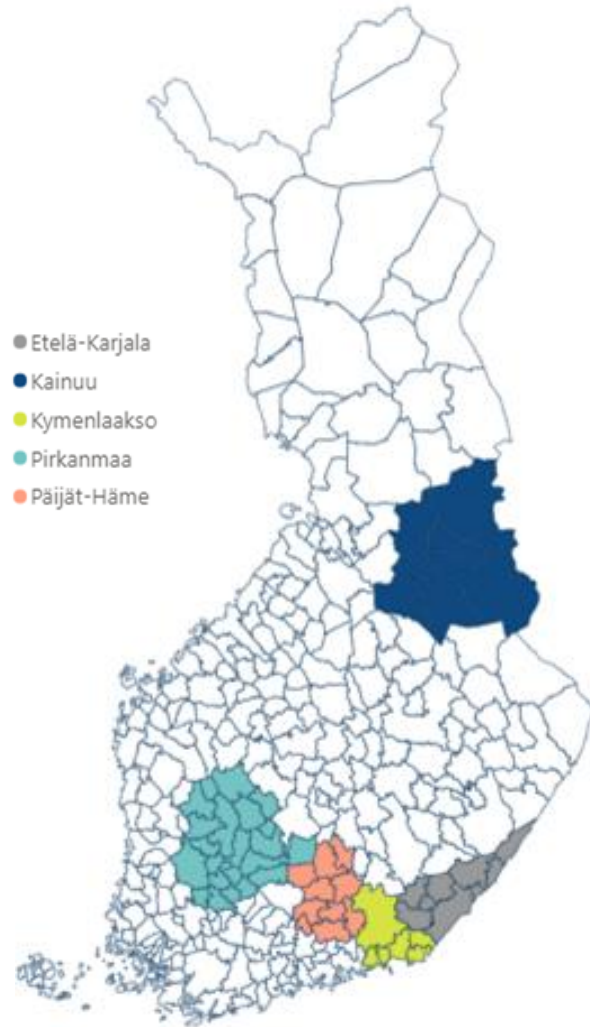 Etelä-Karjala
Kainuu
Kymenlaakso
Pirkanmaa
Päijät-Häme